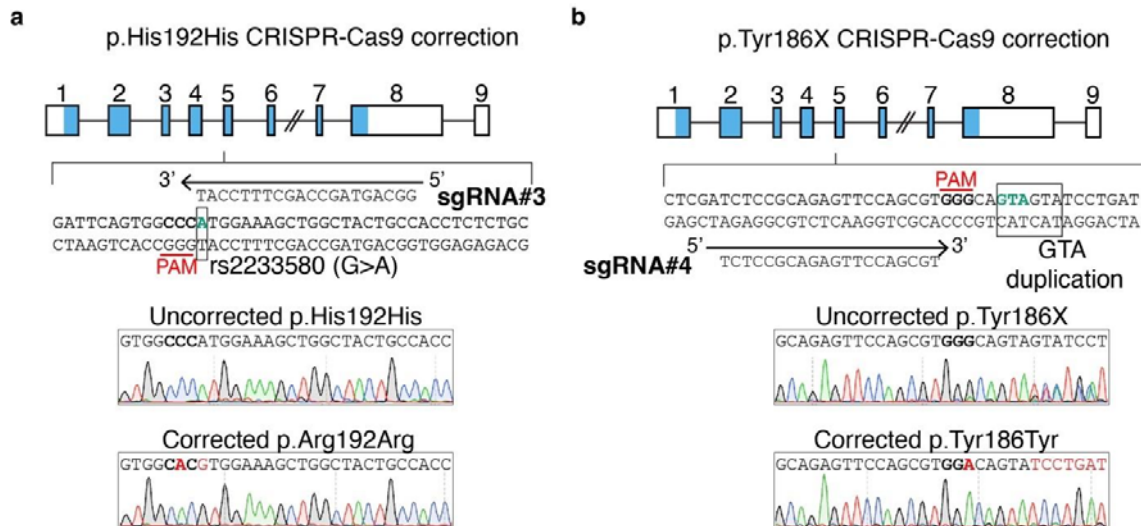 a
p.His192His CRISPR-Cas9 correction
1 2 3 4 5 6 7 8 9
3' 5'
TACCTTTCGACCGATGACGG sgRNA#3
GATTCAGTGGCCCATGGAAAGCTGGCTACTGCCACCTCTCTGC
CTAAGTCACCGGGTACCTTTCGACCGATGACGGTGGAGAGACG
PAM rs2233580 (G>A)
Uncorrected p.His192His
GTGGCCCATGGAAAGCTGGCTACTGCCACC
Corrected p.Arg192Arg
GTGGCACGTGGAAAGCTGGCTACTGCCACC
b
p.Tyr186X CRISPR-Cas9 correction
1 2 3 4 5 6 7 8 9
PAM
CTCGATCTCCGCAGAGTTCCAGCGTGGGCAGTAGTATCCTGAT
GAGCTAGAGGCGTCTCAAGGTCGCACCCGTCATCATAGGACTA
5' 3'
sgRNA#4 TCTCCGCAGAGTTCCAGCGT
GTA
duplication
Uncorrected p.Tyr186X
GCAGAGTTCCAGCGTGGGCAGTAGTATCCT
Corrected p.Tyr186Tyr
GCAGAGTTCCAGCGTGGACAGTATCCTGAT